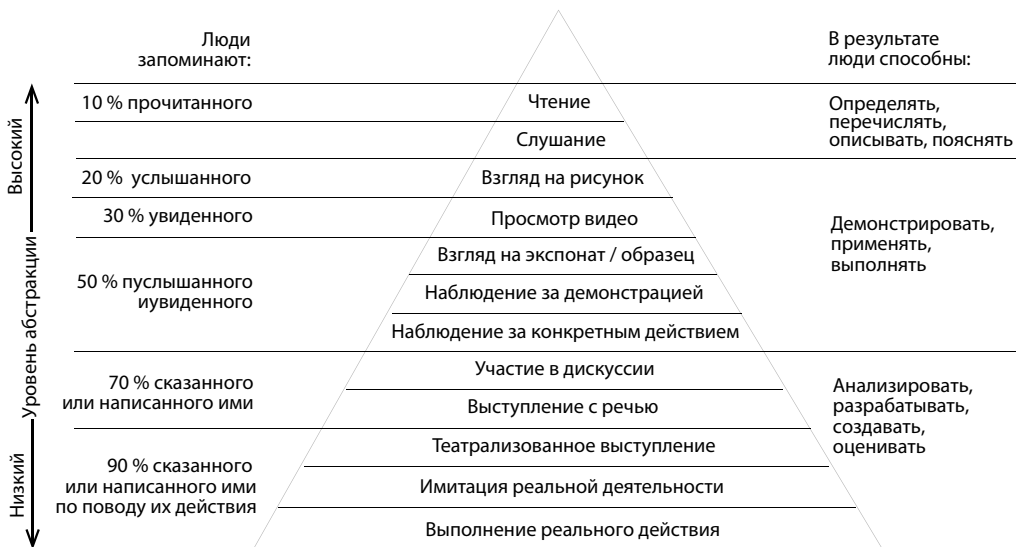 Люди
запоминают:
В результате
люди способны:
10 % прочитанного
Чтение
Определять,
перечислять,
описывать, пояснять
Слушание
20 % услышанного
Взгляд на рисунок
30 % увиденного
Просмотр видео
Демонстрировать,
применять,
выполнять
Взгляд на экспонат / образец
50 % пуслышанного
иувиденного
Наблюдение за демонстрацией
Наблюдение за конкретным действием
70 % сказанного
или написанного ими
Участие в дискуссии
Анализировать,
разрабатывать,
создавать,
оценивать
Выступление с речью
90 % сказанного
или написанного ими
по поводу их действия
Театрализованное выступление
Имитация реальной деятельности
Выполнение реального действия
Высокий
Уровень абстракции
Низкий